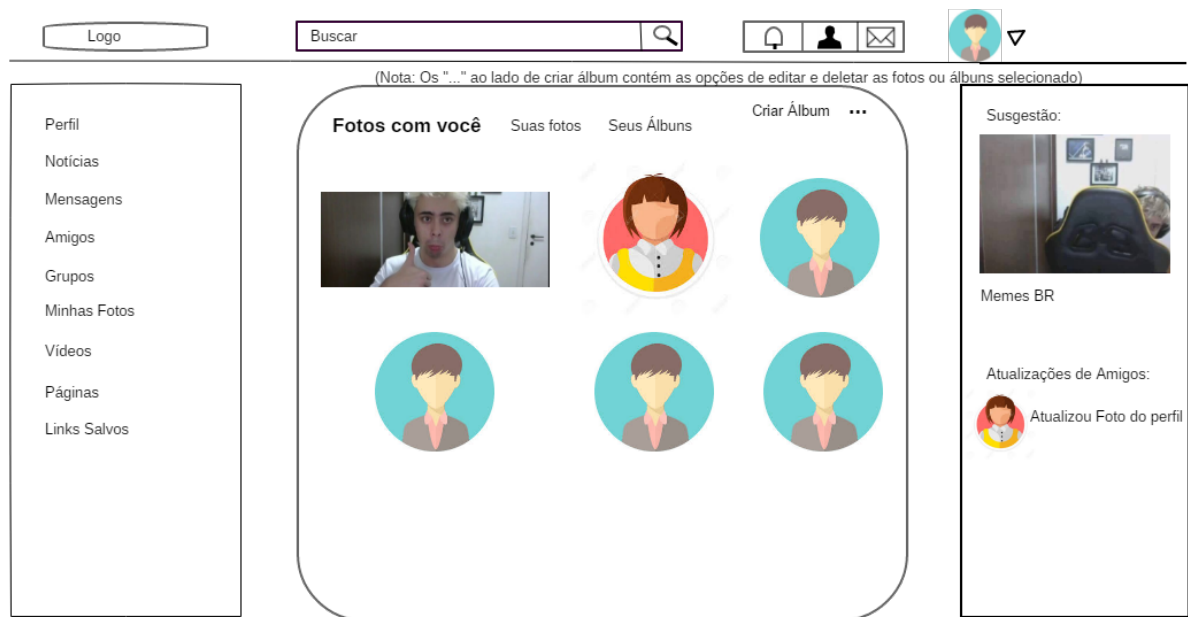 Logo
Buscar
(Nota: Os "..." ao lado de criar álbum contém as opções de editar e deletar as fotos ou álbuns selecionado)
Perfil
Notícias
Mensagens
Amigos
Grupos
Minhas Fotos
Vídeos
Páginas
Links Salvos
Fotos com você Suas fotos Seus Álbuns Criar Álbum ...
Susgestão:
Memes BR
Atualizações de Amigos:
Atualizou Foto do perfil